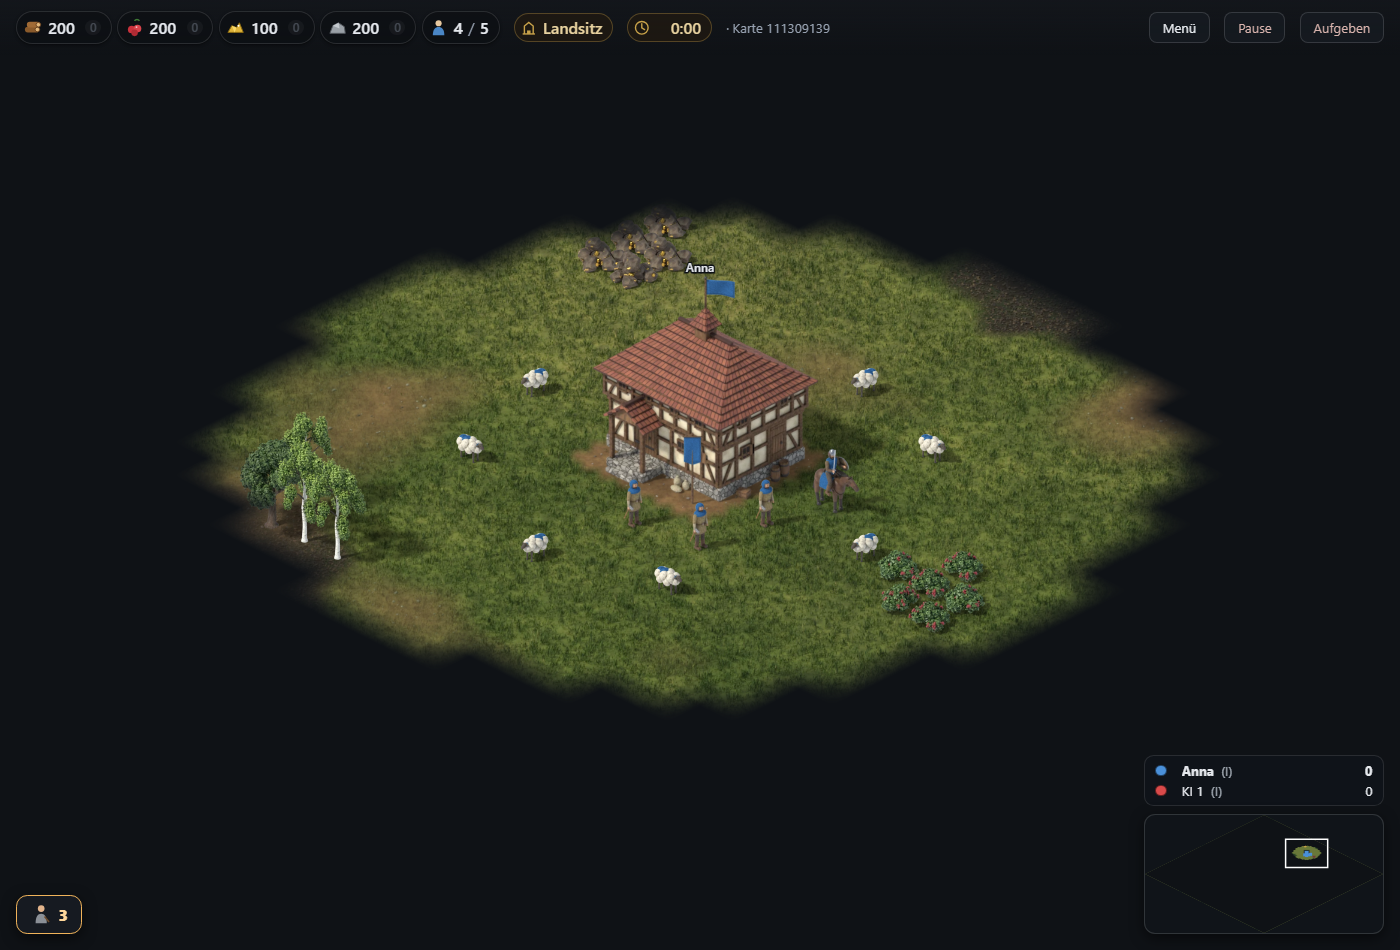 200 0 200 0 100 0 200 0 4 / 5 Landsitz 0:00 · Karte 111309139 Menü Pause Aufgeben
Anna
Anna (I) 0
KI 1 (I) 0
3